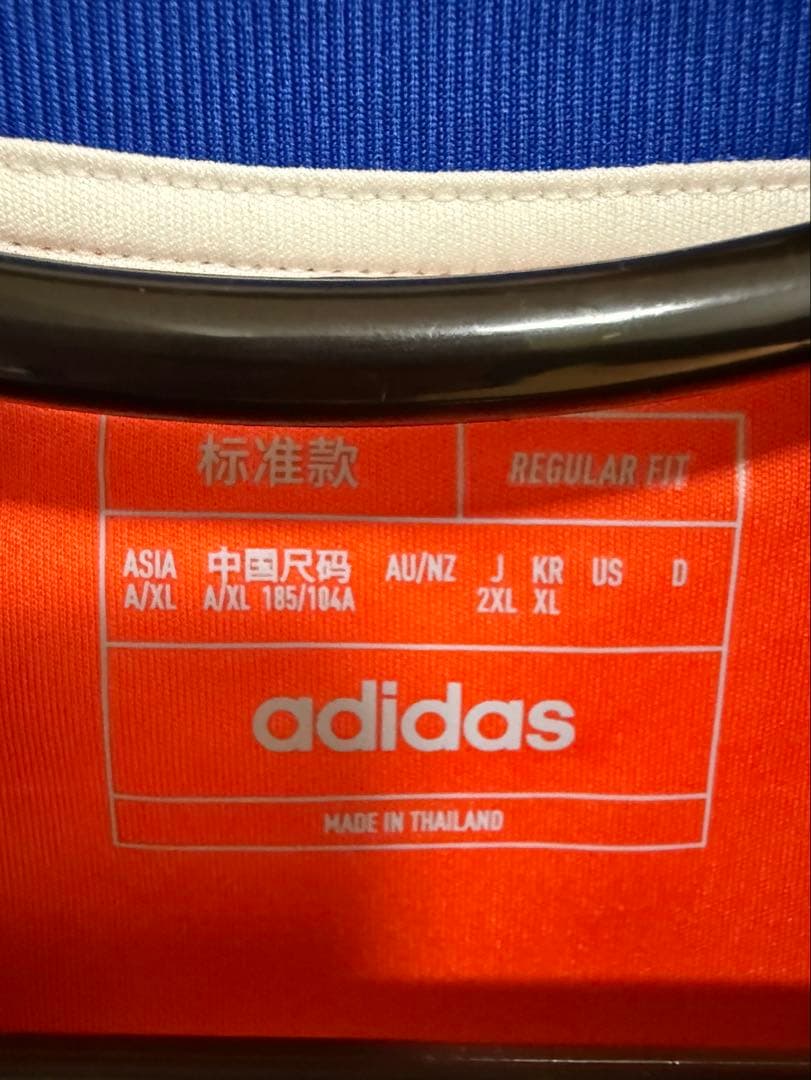 标准款 REGULAR FIT
ASIA 中国尺码 AU/NZ J KR US D
A/XL A/XL 185/104A 2XL XL
adidas
MADE IN THAILAND